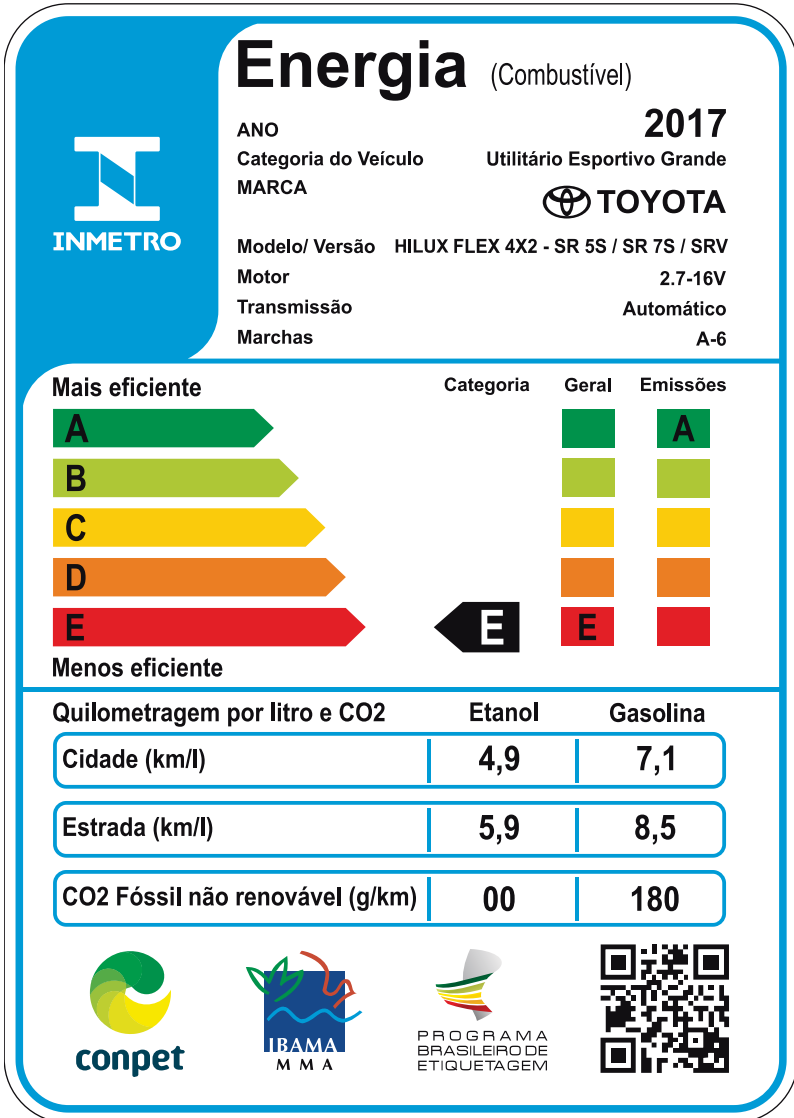 Energia (Combustível)
ANO 2017
Categoria do Veículo Utilitário Esportivo Grande
MARCA
TOYOTA
INMETRO
Modelo/ Versão HILUX FLEX 4X2 - SR 5S / SR 7S / SRV
Motor 2.7-16V
Transmissão Automático
Marchas A-6
Mais eficiente Categoria Geral Emissões
A A
B
C
D
E E E
Menos eficiente
Quilometragem por litro e CO2 Etanol Gasolina
Cidade (km/l) 4,9 7,1
Estrada (km/l) 5,9 8,5
CO2 Fóssil não renovável (g/km) 00 180
conpet
IBAMA
MMA
PROGRAMA
BRASILEIRO DE
ETIQUETAGEM